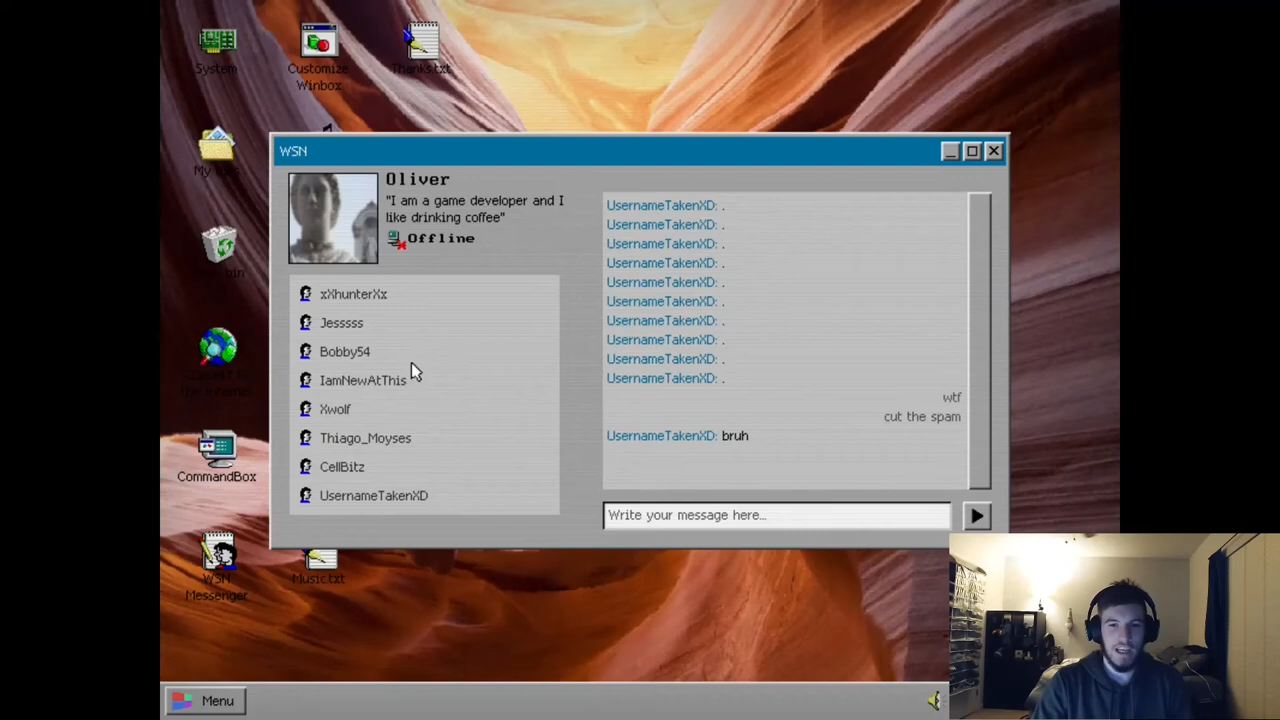 System
Customize
Winbox
Thanks.txt
WSN
Oliver
"I am a game developer and I
like drinking coffee"
Offline
xXhunterXx
Jesssss
Bobby54
IamNewAtThis
Xwolf
Thiago_Moyses
CellBitz
UsernameTakenXD
UsernameTakenXD: .
UsernameTakenXD: .
UsernameTakenXD: .
UsernameTakenXD: .
UsernameTakenXD: .
UsernameTakenXD: .
UsernameTakenXD: .
UsernameTakenXD: .
UsernameTakenXD: .
UsernameTakenXD: .
wtf
cut the spam
UsernameTakenXD: bruh
Write your message here...
CommandBox
WSN
Messenger
Music.txt
Menu